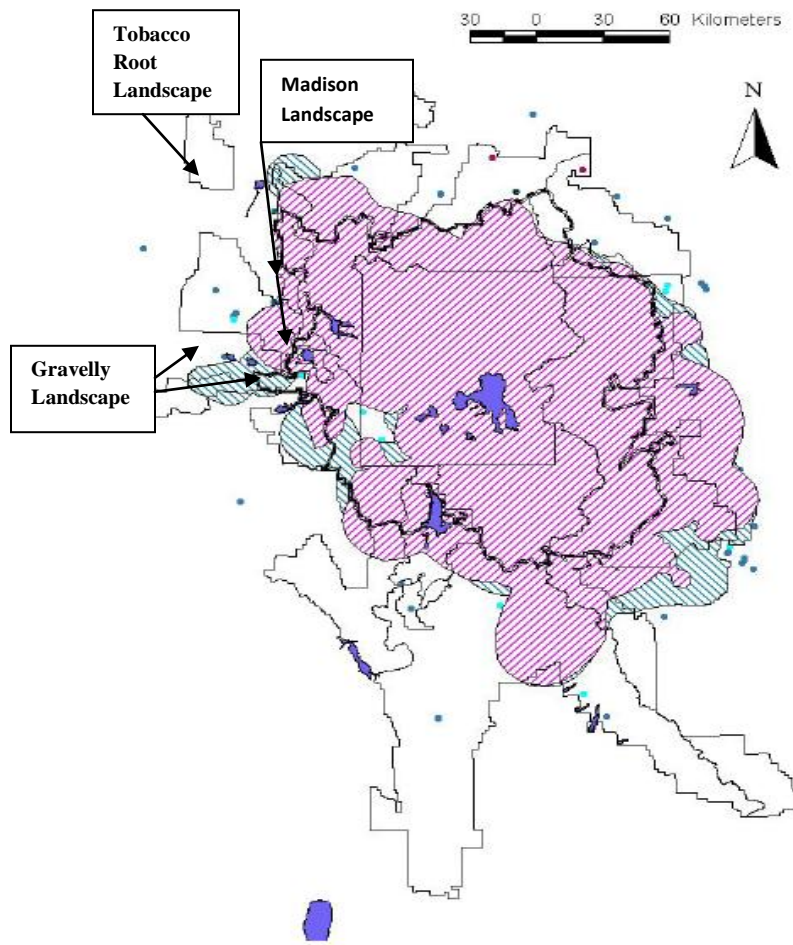 30 0 30 60 Kilometers
Tobacco
Root
Landscape
Madison
Landscape
N
Gravelly
Landscape